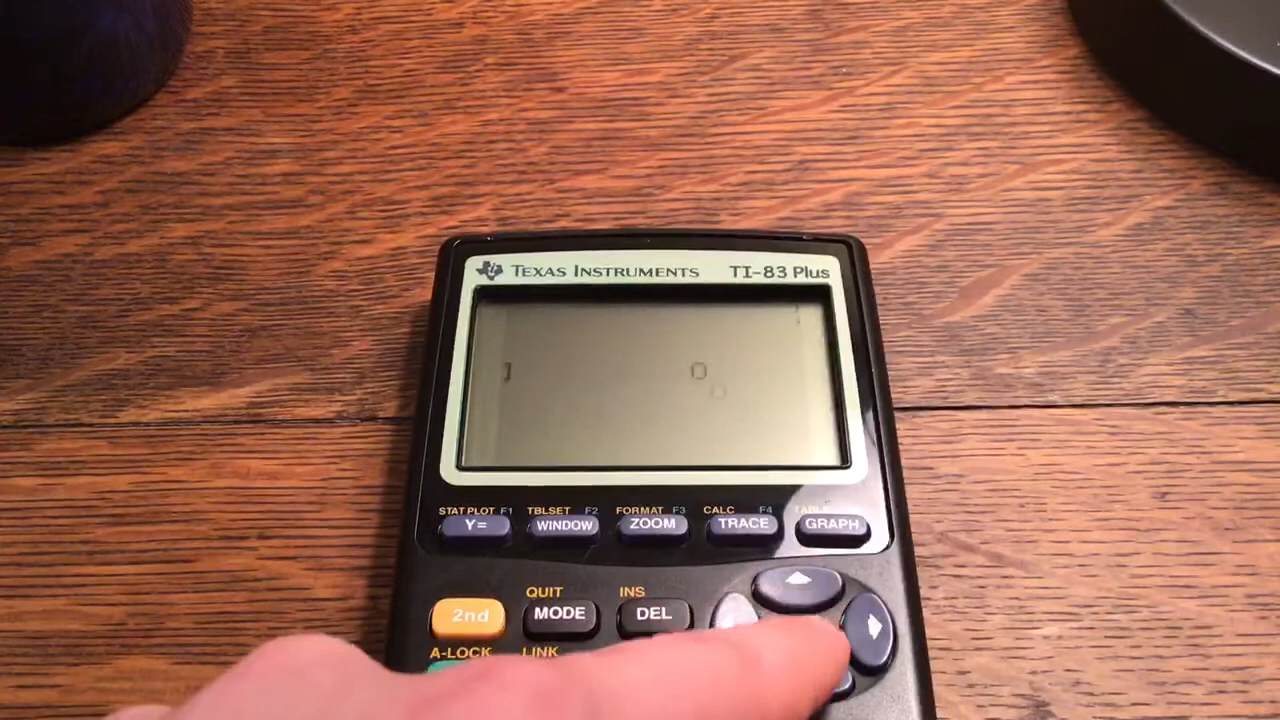 TEXAS INSTRUMENTS TI-83 Plus
STAT PLOT F1 TBLSET F2 FORMAT F3 CALC F4
Y= WINDOW ZOOM TRACE GRAPH
QUIT INS
2nd MODE DEL
A-LOCK LINK